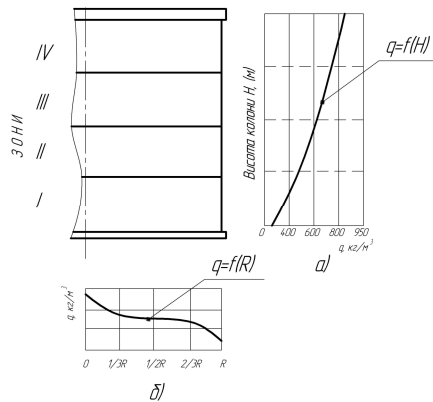 ЗОНИ
IV
III
II
I
Висота колони H, (м)
q=f(H)
0 400 600 800 950
q, кг/м³
а)
q=f(R)
q, кг/м³
0 1/3R 1/2R 2/3R R
б)